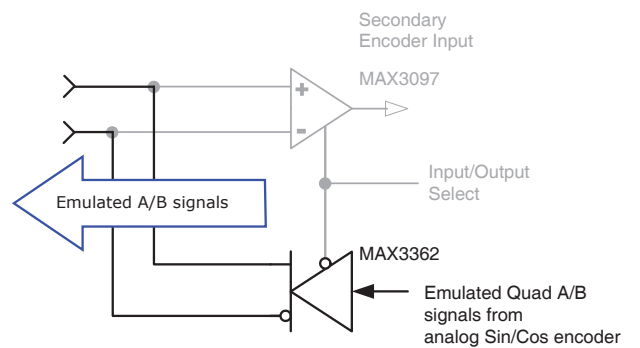 Secondary
Encoder Input
MAX3097
+
-
Input/Output
Select
Emulated A/B signals
MAX3362
Emulated Quad A/B
signals from
analog Sin/Cos encoder